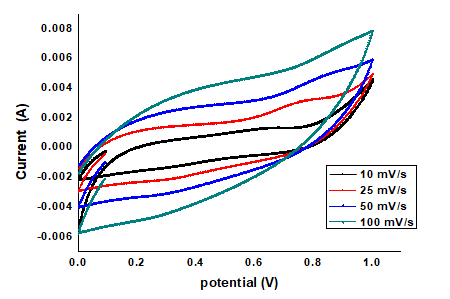 0.008
0.006
0.004
0.002
0.000
-0.002
-0.004
-0.006
Current (A)
0.0 0.2 0.4 0.6 0.8 1.0
potential (V)
10 mV/s
25 mV/s
50 mV/s
100 mV/s